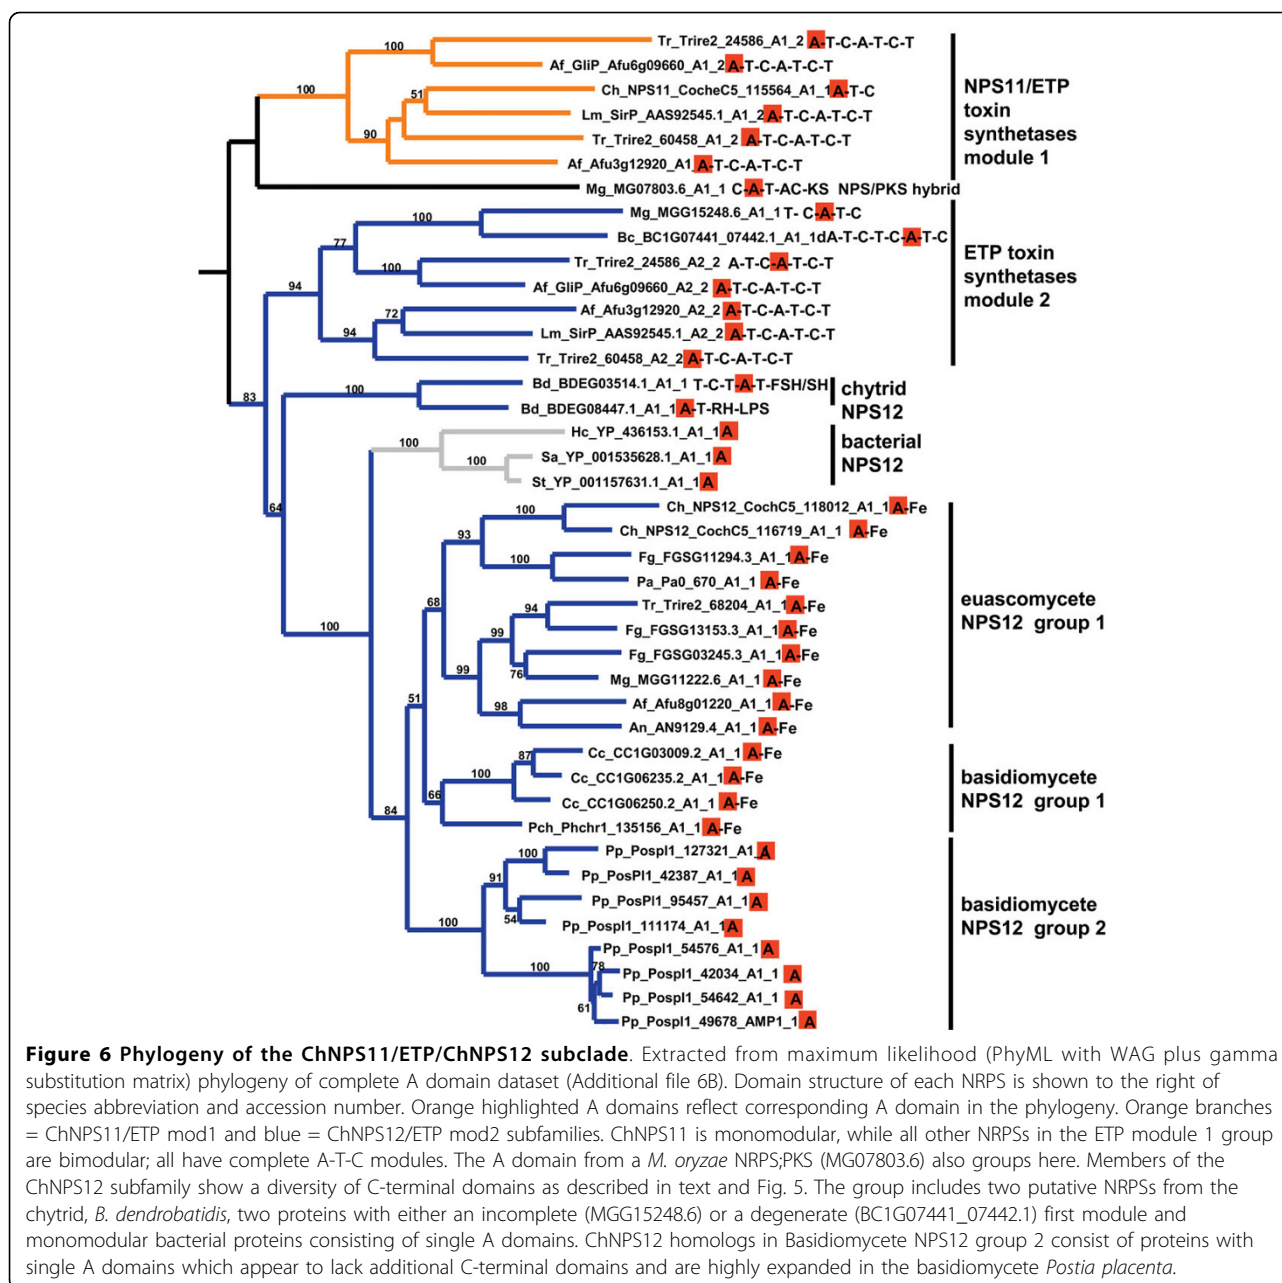 100
Tr_Trire2_24586_A1_2 A-T-C-A-T-C-T
Af_GliP_Afu6g09660_A1_2 A-T-C-A-T-C-T
100
51
Ch_NPS11_CocheC5_115564_A1_1 A-T-C
Lm_SirP_AAS92545.1_A1_2 A-T-C-A-T-C-T
90
Tr_Trire2_60458_A1_2 A-T-C-A-T-C-T
Af_Afu3g12920_A1 A-T-C-A-T-C-T
NPS11/ETP
toxin
synthetases
module 1
Mg_MG07803.6_A1_1 C-A-T-AC-KS NPS/PKS hybrid
100
Mg_MGG15248.6_A1_1 T- C-A-T-C
Bc_BC1G07441_07442.1_A1_1dA-T-C-T-C-A-T-C
77
100
Tr_Trire2_24586_A2_2 A-T-C-A-T-C-T
Af_GliP_Afu6g09660_A2_2 A-T-C-A-T-C-T
94
72
Af_Afu3g12920_A2_2 A-T-C-A-T-C-T
94
Lm_SirP_AAS92545.1_A2_2 A-T-C-A-T-C-T
Tr_Trire2_60458_A2_2 A-T-C-A-T-C-T
ETP toxin
synthetases
module 2
83
100
Bd_BDEG03514.1_A1_1 T-C-T-A-T-FSH/SH
Bd_BDEG08447.1_A1_1 A-T-RH-LPS
chytrid
NPS12
100
Hc_YP_436153.1_A1_1 A
100
Sa_YP_001535628.1_A1_1 A
St_YP_001157631.1_A1_1 A
bacterial
NPS12
64
100
100
Ch_NPS12_CochC5_118012_A1_1 A-Fe
Ch_NPS12_CochC5_116719_A1_1 A-Fe
93
100
Fg_FGSG11294.3_A1_1 A-Fe
Pa_Pa0_670_A1_1 A-Fe
68
94
Tr_Trire2_68204_A1_1 A-Fe
Fg_FGSG13153.3_A1_1 A-Fe
99
Fg_FGSG03245.3_A1_1 A-Fe
76
Mg_MGG11222.6_A1_1 A-Fe
99
98
Af_Afu8g01220_A1_1 A-Fe
An_AN9129.4_A1_1 A-Fe
euascomycete
NPS12 group 1
51
87
Cc_CC1G03009.2_A1_1 A-Fe
100
Cc_CC1G06235.2_A1_1 A-Fe
66
Cc_CC1G06250.2_A1_1 A-Fe
Pch_Phchr1_135156_A1_1 A-Fe
basidiomycete
NPS12 group 1
84
100
Pp_Pospl1_127321_A1_ A
Pp_PosPl1_42387_A1_1 A
91
Pp_PosPl1_95457_A1_1 A
54
Pp_Pospl1_111174_A1_1 A
100
Pp_Pospl1_54576_A1_1 A
100
78
Pp_Pospl1_42034_A1_1 A
Pp_Pospl1_54642_A1_1 A
61
Pp_Pospl1_49678_AMP1_1 A
basidiomycete
NPS12 group 2
Figure 6 Phylogeny of the ChNPS11/ETP/ChNPS12 subclade. Extracted from maximum likelihood (PhyML with WAG plus gamma
substitution matrix) phylogeny of complete A domain dataset (Additional file 6B). Domain structure of each NRPS is shown to the right of
species abbreviation and accession number. Orange highlighted A domains reflect corresponding A domain in the phylogeny. Orange branches
= ChNPS11/ETP mod1 and blue = ChNPS12/ETP mod2 subfamilies. ChNPS11 is monomodular, while all other NRPSs in the ETP module 1 group
are bimodular; all have complete A-T-C modules. The A domain from a M. oryzae NRPS;PKS (MG07803.6) also groups here. Members of the
ChNPS12 subfamily show a diversity of C-terminal domains as described in text and Fig. 5. The group includes two putative NRPSs from the
chytrid, B. dendrobatidis, two proteins with either an incomplete (MGG15248.6) or a degenerate (BC1G07441_07442.1) first module and
monomodular bacterial proteins consisting of single A domains. ChNPS12 homologs in Basidiomycete NPS12 group 2 consist of proteins with
single A domains which appear to lack additional C-terminal domains and are highly expanded in the basidiomycete Postia placenta.